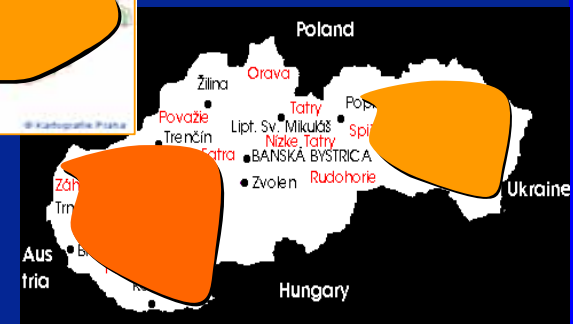 © Kartografie Praha
Poland
Orava
Žilina
Tatry
Považie
Lipt. Sv. Mikuláš
Trenčín
Nízke Tatry
BANSKÁ BYSTRICA
Zvolen
Rudohorie
Ukraine
Aus
tria
Hungary